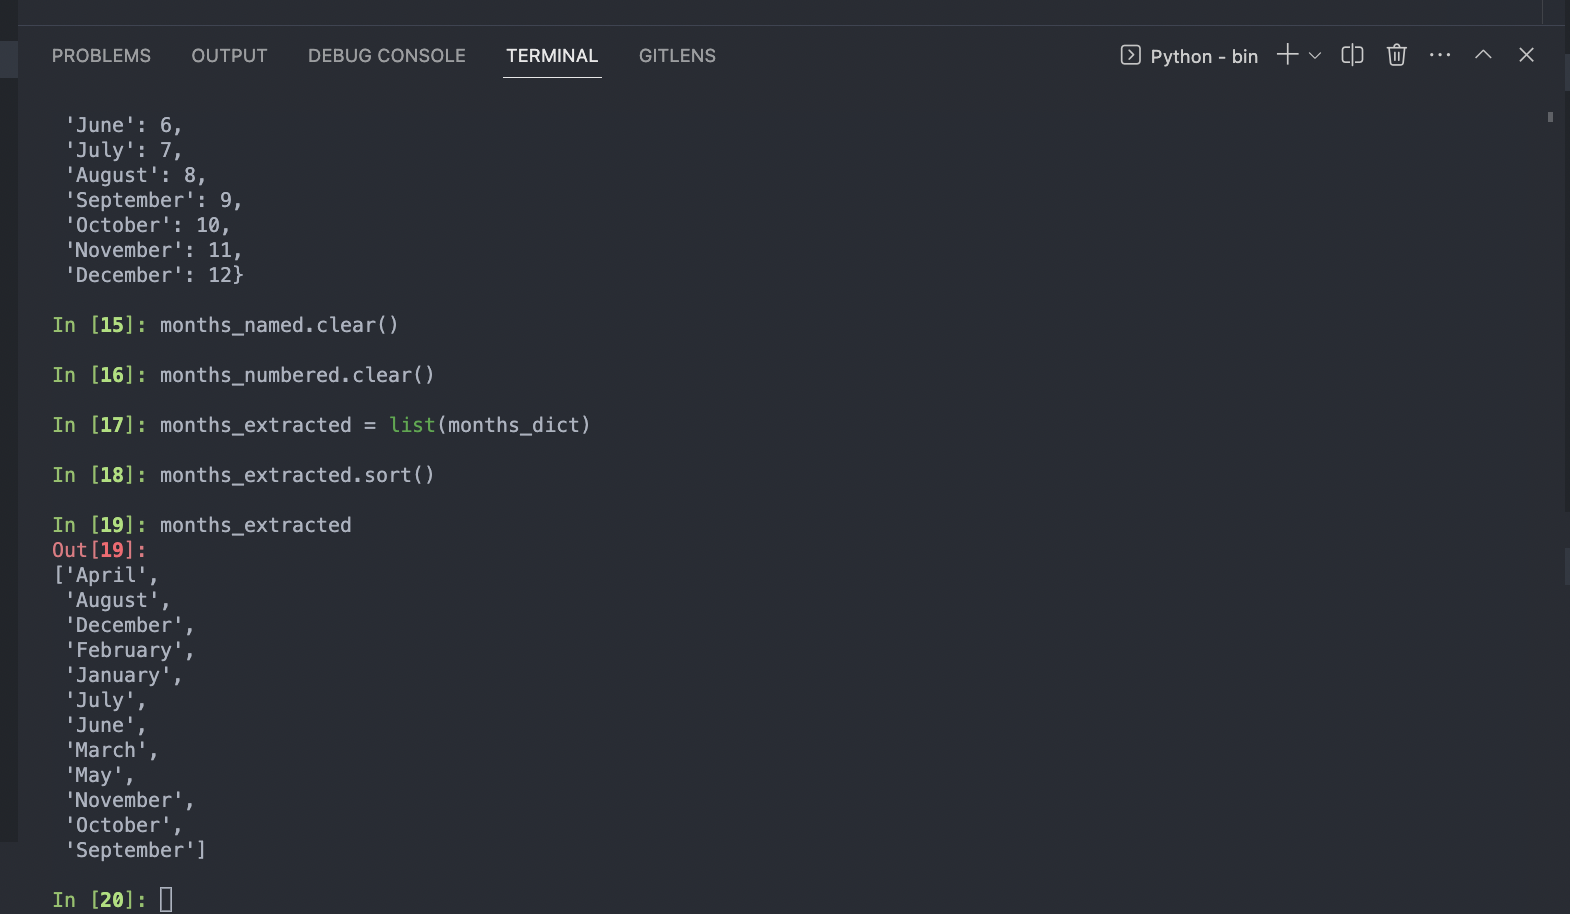 PROBLEMS OUTPUT DEBUG CONSOLE TERMINAL GITLENS Python - bin
'June': 6,
'July': 7,
'August': 8,
'September': 9,
'October': 10,
'November': 11,
'December': 12}
In [15]: months_named.clear()
In [16]: months_numbered.clear()
In [17]: months_extracted = list(months_dict)
In [18]: months_extracted.sort()
In [19]: months_extracted
Out[19]:
['April',
'August',
'December',
'February',
'January',
'July',
'June',
'March',
'May',
'November',
'October',
'September']
In [20]: